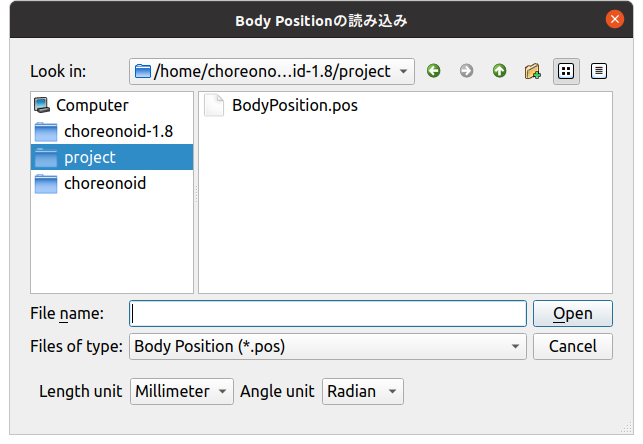 Body Positionの読み込み
Look in: /home/choreono...id-1.8/project
Computer
choreonoid-1.8
project
choreonoid
BodyPosition.pos
File name:
Open
Files of type: Body Position (*.pos)
Cancel
Length unit Millimeter Angle unit Radian